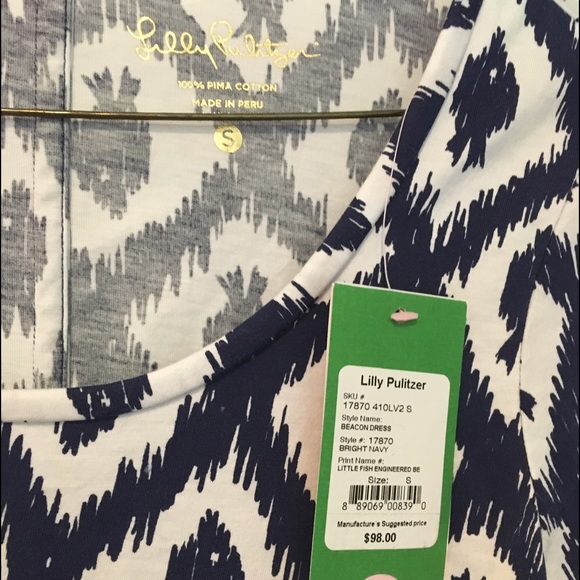 Lilly Pulitzer
100% PIMA COTTON
MADE IN PERU
S
Lilly Pulitzer
SKU #
17870 410LV2 S
Style Name:
BEACON DRESS
Style #: 17870
BRIGHT NAVY
Print Name #:
LITTLE FISH ENGINEERED BE
Size: S
8 89069 00839 0
Manufacture's Suggested price
$98.00